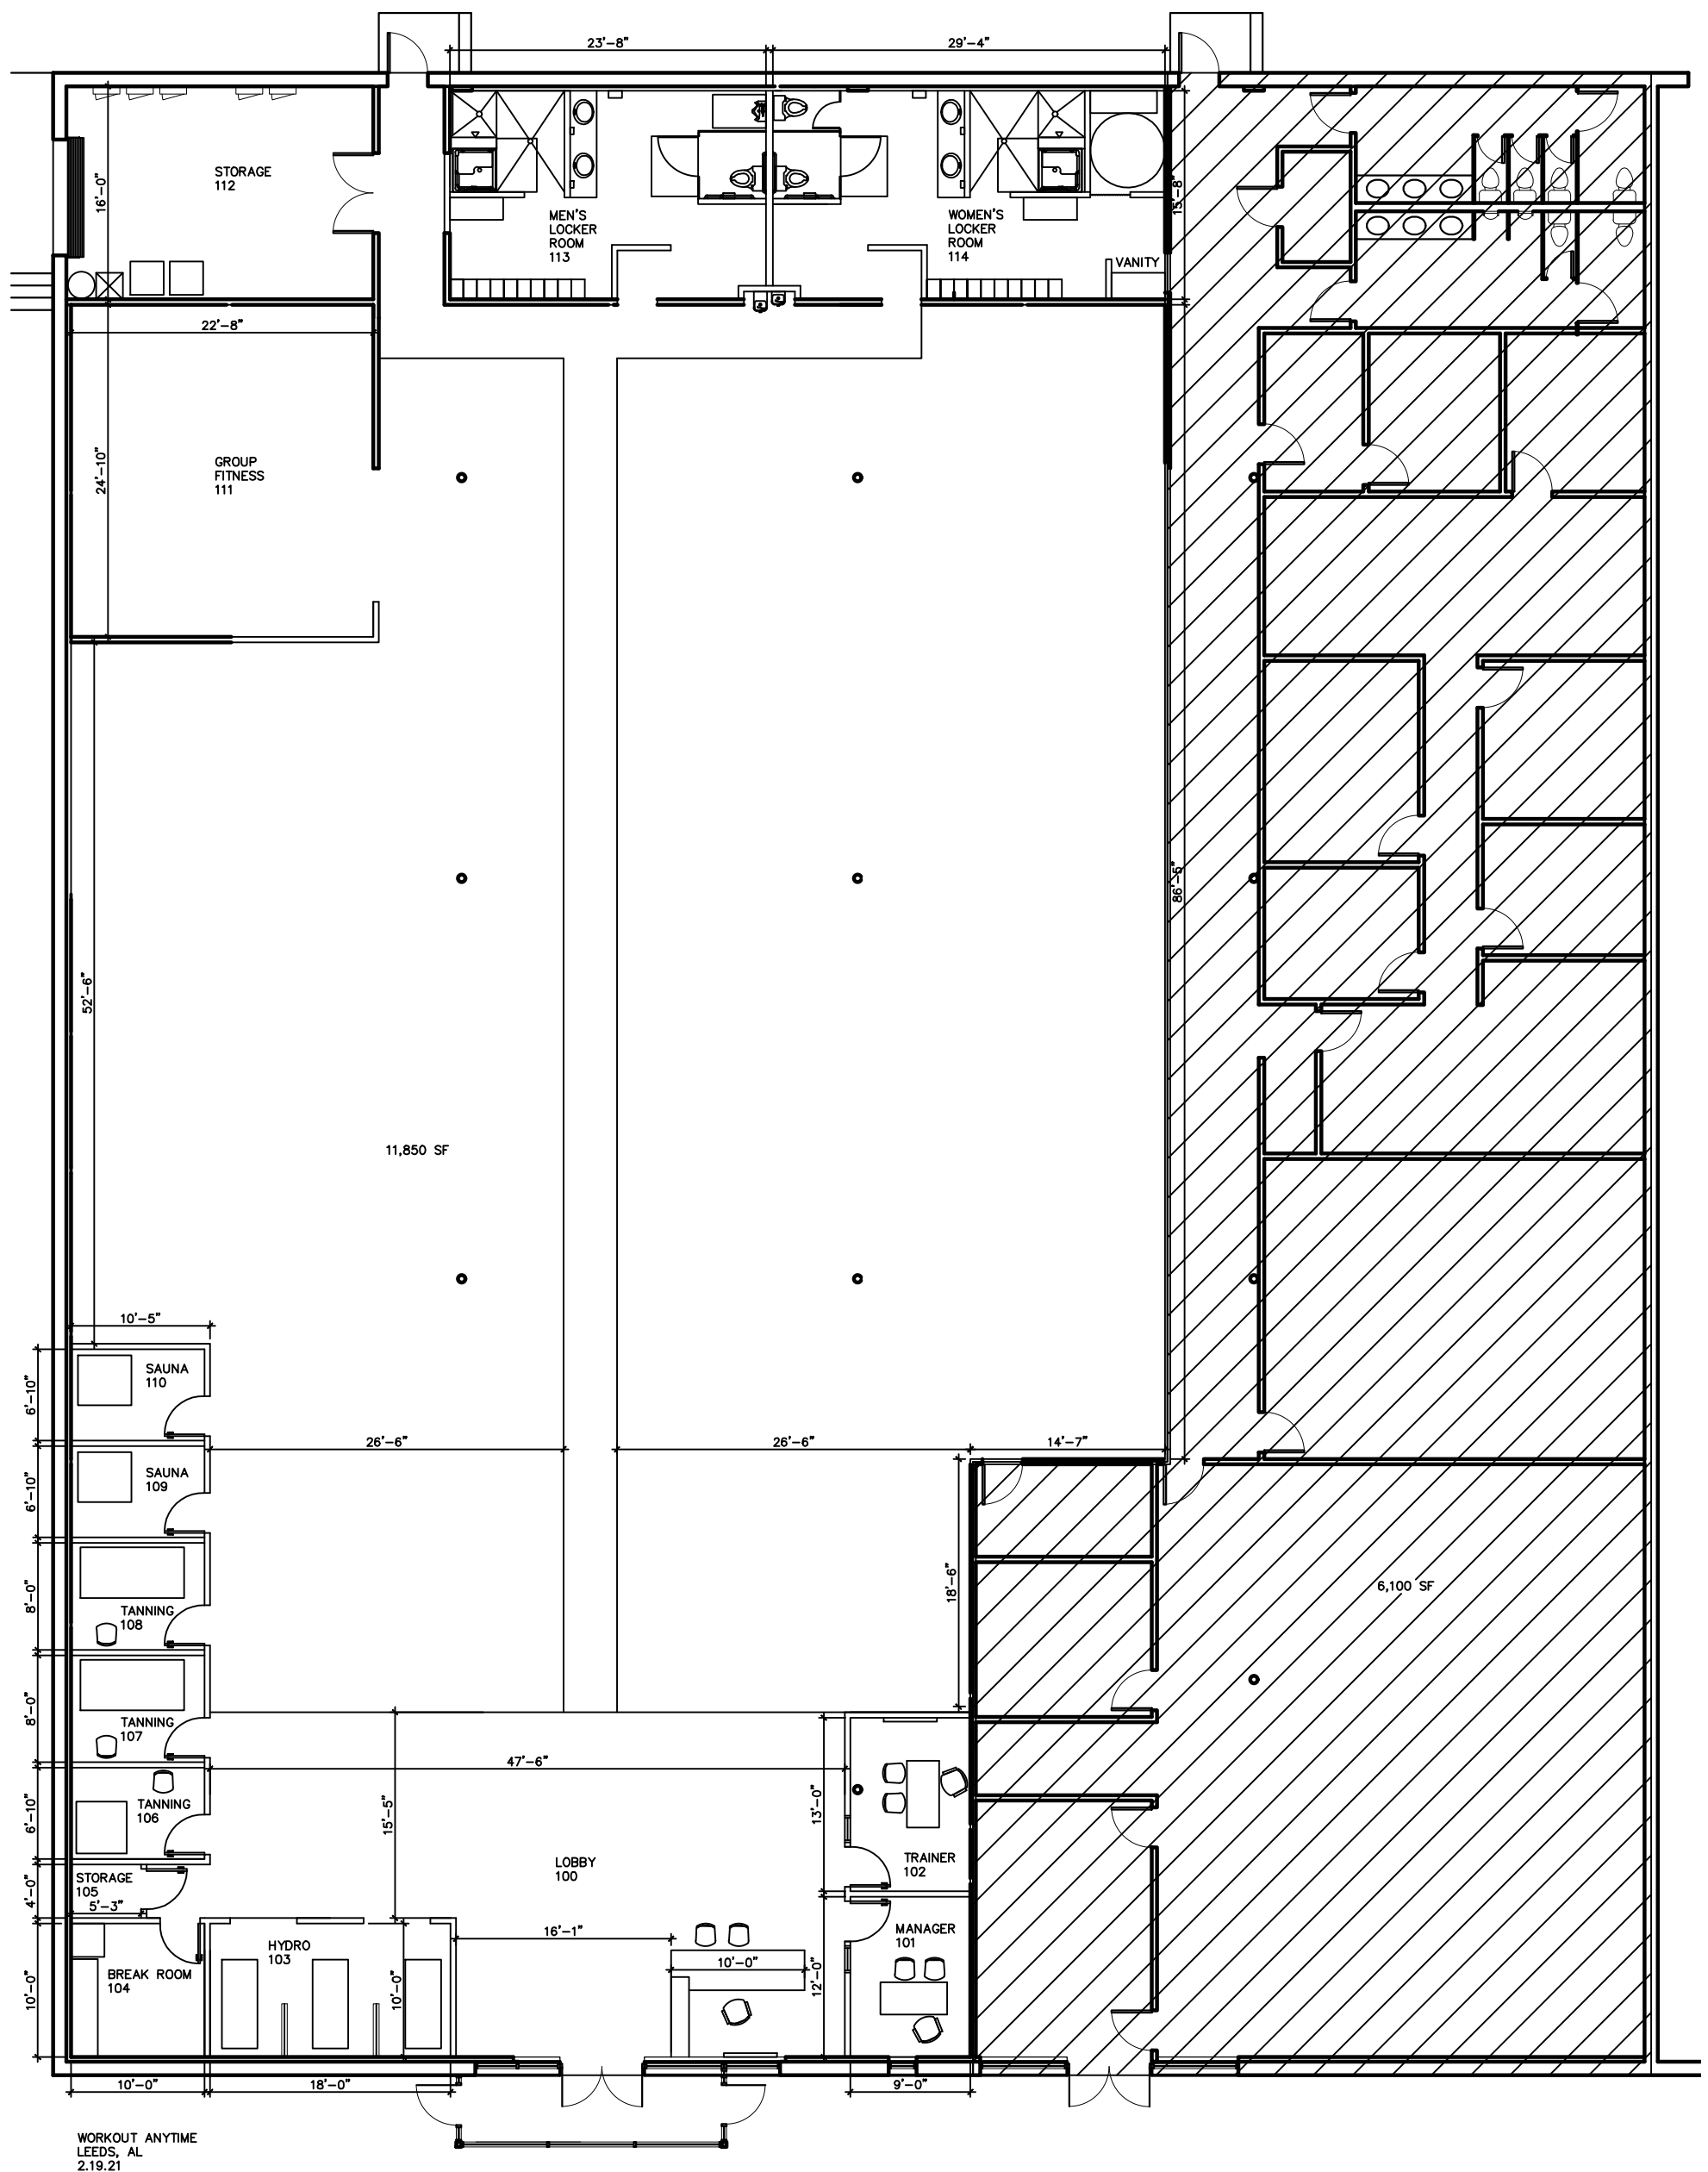 23'-8"
29'-4"
STORAGE
112
16'-0"
MEN'S
LOCKER
ROOM
113
WOMEN'S
LOCKER
ROOM
114
15'-8"
VANITY
22'-8"
24'-10"
GROUP
FITNESS
111
86'-5"
52'-6"
11,850 SF
10'-5"
SAUNA
110
6'-10"
26'-6"
26'-6"
14'-7"
SAUNA
109
6'-10"
18'-6"
6,100 SF
TANNING
108
8'-0"
TANNING
107
8'-0"
47'-6"
TANNING
106
6'-10"
15'-5"
13'-0"
LOBBY
100
TRAINER
102
STORAGE
105
4'-0"
5'-3"
16'-1"
MANAGER
101
HYDRO
103
BREAK ROOM
104
10'-0"
10'-0"
10'-0"
12'-0"
10'-0"
18'-0"
9'-0"
WORKOUT ANYTIME
LEEDS, AL
2.19.21